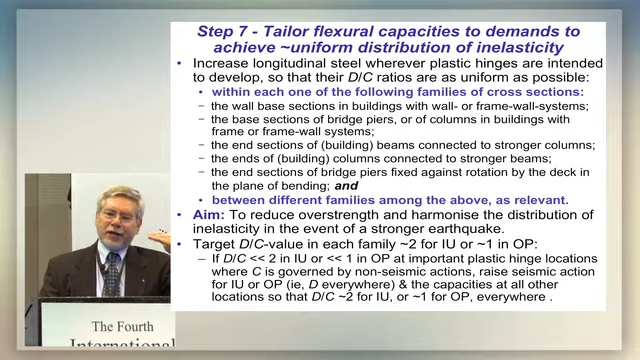 Step 7 - Tailor flexural capacities to demands to
achieve ~uniform distribution of inelasticity
• Increase longitudinal steel wherever plastic hinges are intended
to develop, so that their D/C ratios are as uniform as possible:
• within each one of the following families of cross sections:
− the wall base sections in buildings with wall- or frame-wall-systems;
− the base sections of bridge piers, or of columns in buildings with
frame or frame-wall systems;
− the end sections of (building) beams connected to stronger columns;
− the ends of (building) columns connected to stronger beams;
− the end sections of bridge piers fixed against rotation by the deck in
the plane of bending; and
• between different families among the above, as relevant.
• Aim: To reduce overstrength and harmonise the distribution of
inelasticity in the event of a stronger earthquake.
• Target D/C-value in each family ~2 for IU or ~1 in OP:
– If D/C << 2 in IU or << 1 in OP at important plastic hinge locations
where C is governed by non-seismic actions, raise seismic action
for IU or OP (ie, D everywhere) & the capacities at all other
locations so that D/C ~2 for IU, or ~1 for OP, everywhere .
The Fourth
International